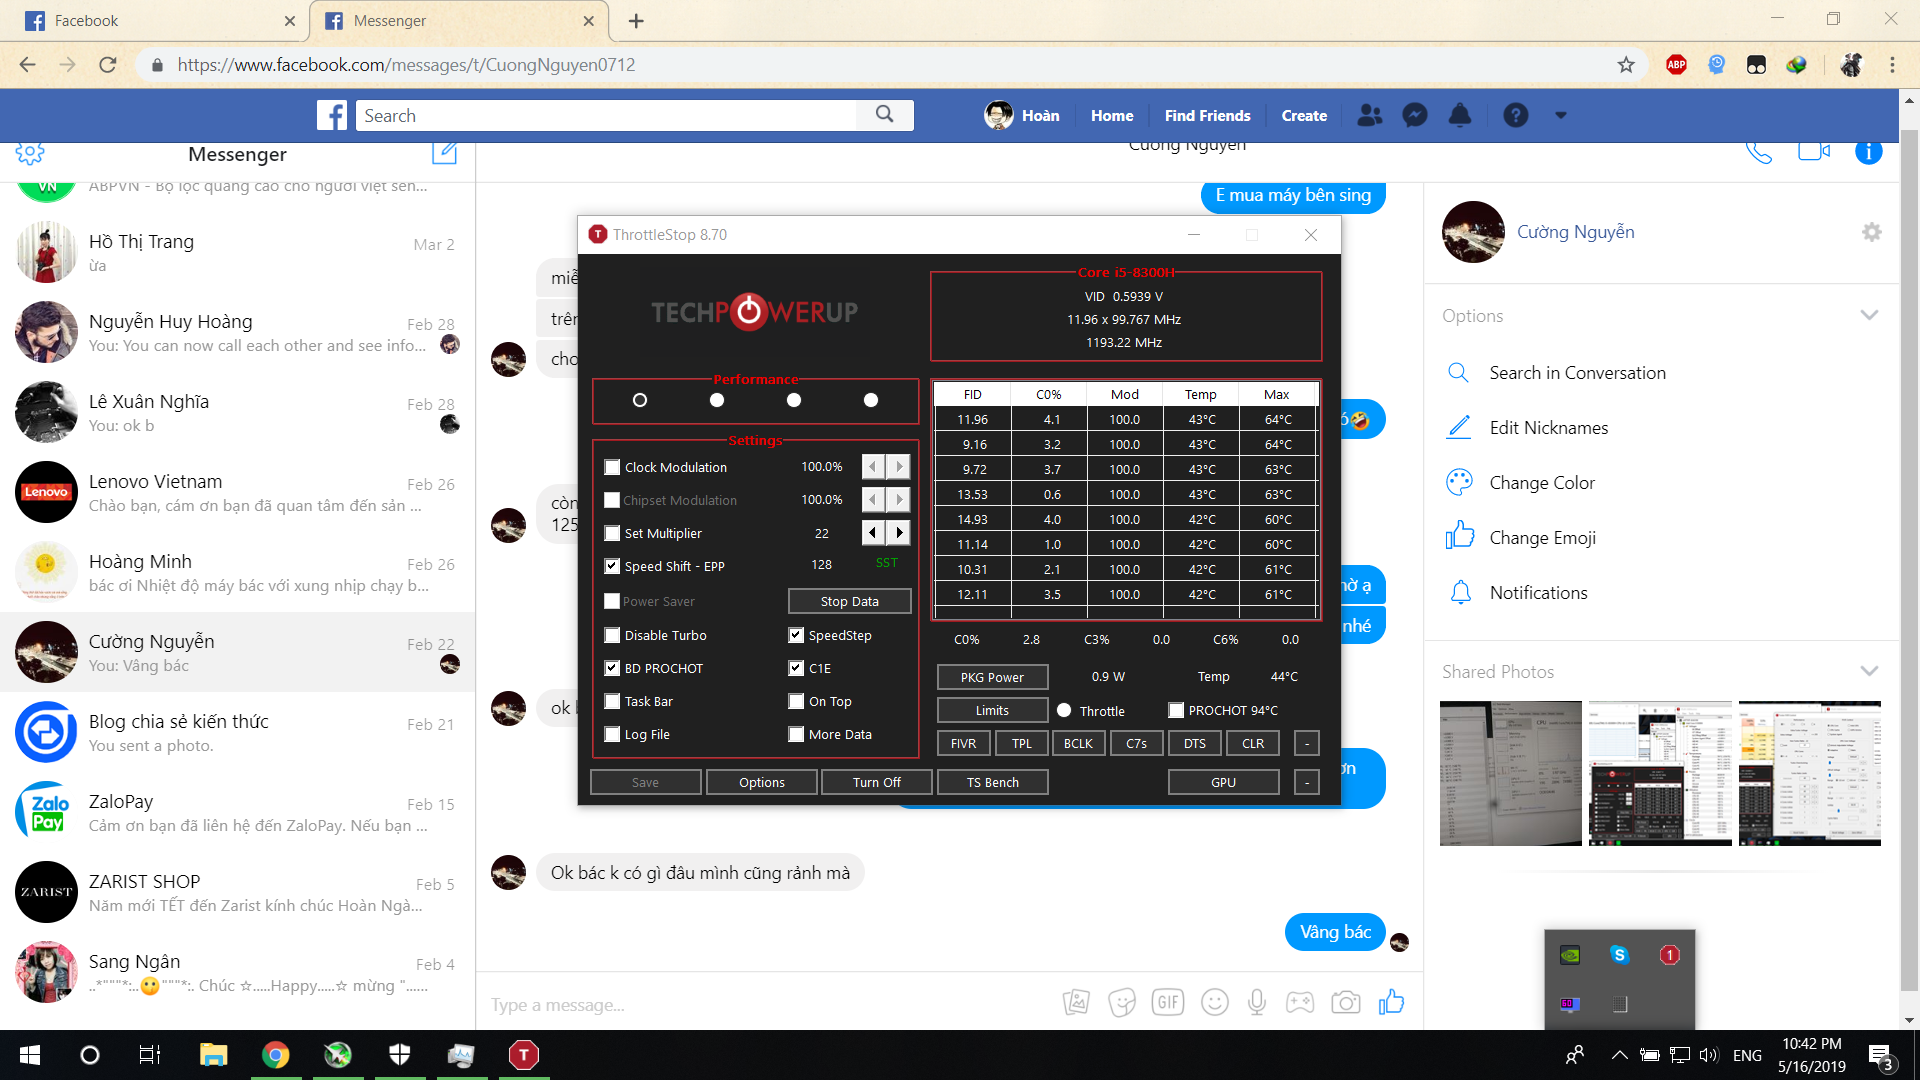 Facebook
Messenger
https://www.facebook.com/messages/t/CuongNguyen0712
ABP
Search
Hoàn
Home
Find Friends
Create
Messenger
Cường Nguyễn
VN
ABPVN - Bộ lọc quảng cáo cho người việt sen...
Hồ Thị Trang
Mar 2
ừa
Nguyễn Huy Hoàng
Feb 28
You: You can now call each other and see info...
Lê Xuân Nghĩa
Feb 28
You: ok b
Lenovo
Lenovo Vietnam
Feb 26
Chào bạn, cám ơn bạn đã quan tâm đến sản ...
Hoàng Minh
Feb 26
bác ơi Nhiệt độ máy bác với xung nhịp chạy b...
Cường Nguyễn
Feb 22
You: Vâng bác
Blog chia sẻ kiến thức
Feb 21
You sent a photo.
Zalo
Pay
ZaloPay
Feb 15
Cảm ơn bạn đã liên hệ đến ZaloPay. Nếu bạn ...
ZARIST
ZARIST SHOP
Feb 5
Năm mới TẾT đến Zarist kính chúc Hoàn Ngà...
Sang Ngân
Feb 4
..*"""*:..😶"""*:. Chúc ☆.....Happy.....☆ mừng "......
E mua máy bên sing
trên
cho
còn
125
ok
hờ ạ
nhé
Ok bác k có gì đâu mình cũng rảnh mà
Vâng bác
Type a message...
GIF
ThrottleStop 8.70
TECHPOWERUP
Core i5-8300H
VID 0.5939 V
11.96 x 99.767 MHz
1193.22 MHz
Performance
Settings
Clock Modulation 100.0%
Chipset Modulation 100.0%
Set Multiplier 22
Speed Shift - EPP 128 SST
Power Saver
Stop Data
Disable Turbo
SpeedStep
BD PROCHOT
C1E
Task Bar
On Top
Log File
More Data
FID C0% Mod Temp Max
11.96 4.1 100.0 43°C 64°C
9.16 3.2 100.0 43°C 64°C
9.72 3.7 100.0 43°C 63°C
13.53 0.6 100.0 43°C 63°C
14.93 4.0 100.0 42°C 60°C
11.14 1.0 100.0 42°C 60°C
10.31 2.1 100.0 42°C 61°C
12.11 3.5 100.0 42°C 61°C
C0% 2.8 C3% 0.0 C6% 0.0
PKG Power 0.9 W Temp 44°C
Limits Throttle PROCHOT 94°C
FIVR TPL BCLK C7s DTS CLR -
Save Options Turn Off TS Bench GPU -
Cường Nguyễn
Options
Search in Conversation
Edit Nicknames
Change Color
Change Emoji
Notifications
Shared Photos
ENG
10:42 PM
5/16/2019
3